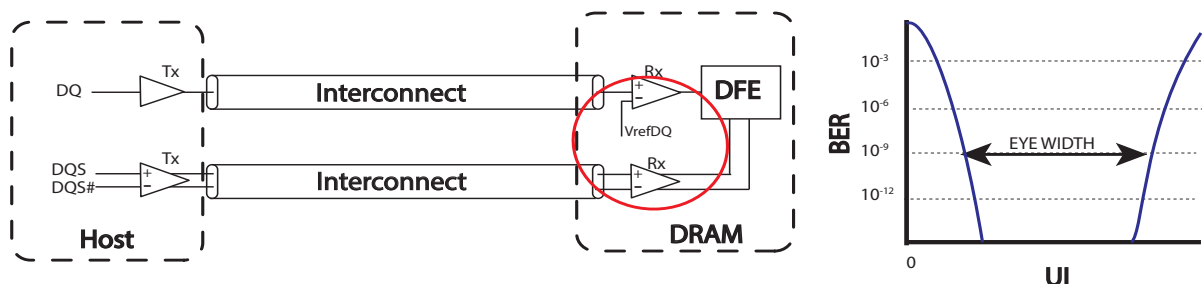 Tx
Rx
DQ
Interconnect
DFE
VrefDQ
Tx
Rx
DQS
DQS#
+
−
Interconnect
+
−
+
−
Host
DRAM
BER
10-3
10-6
10-9
EYE WIDTH
10-12
0
UI